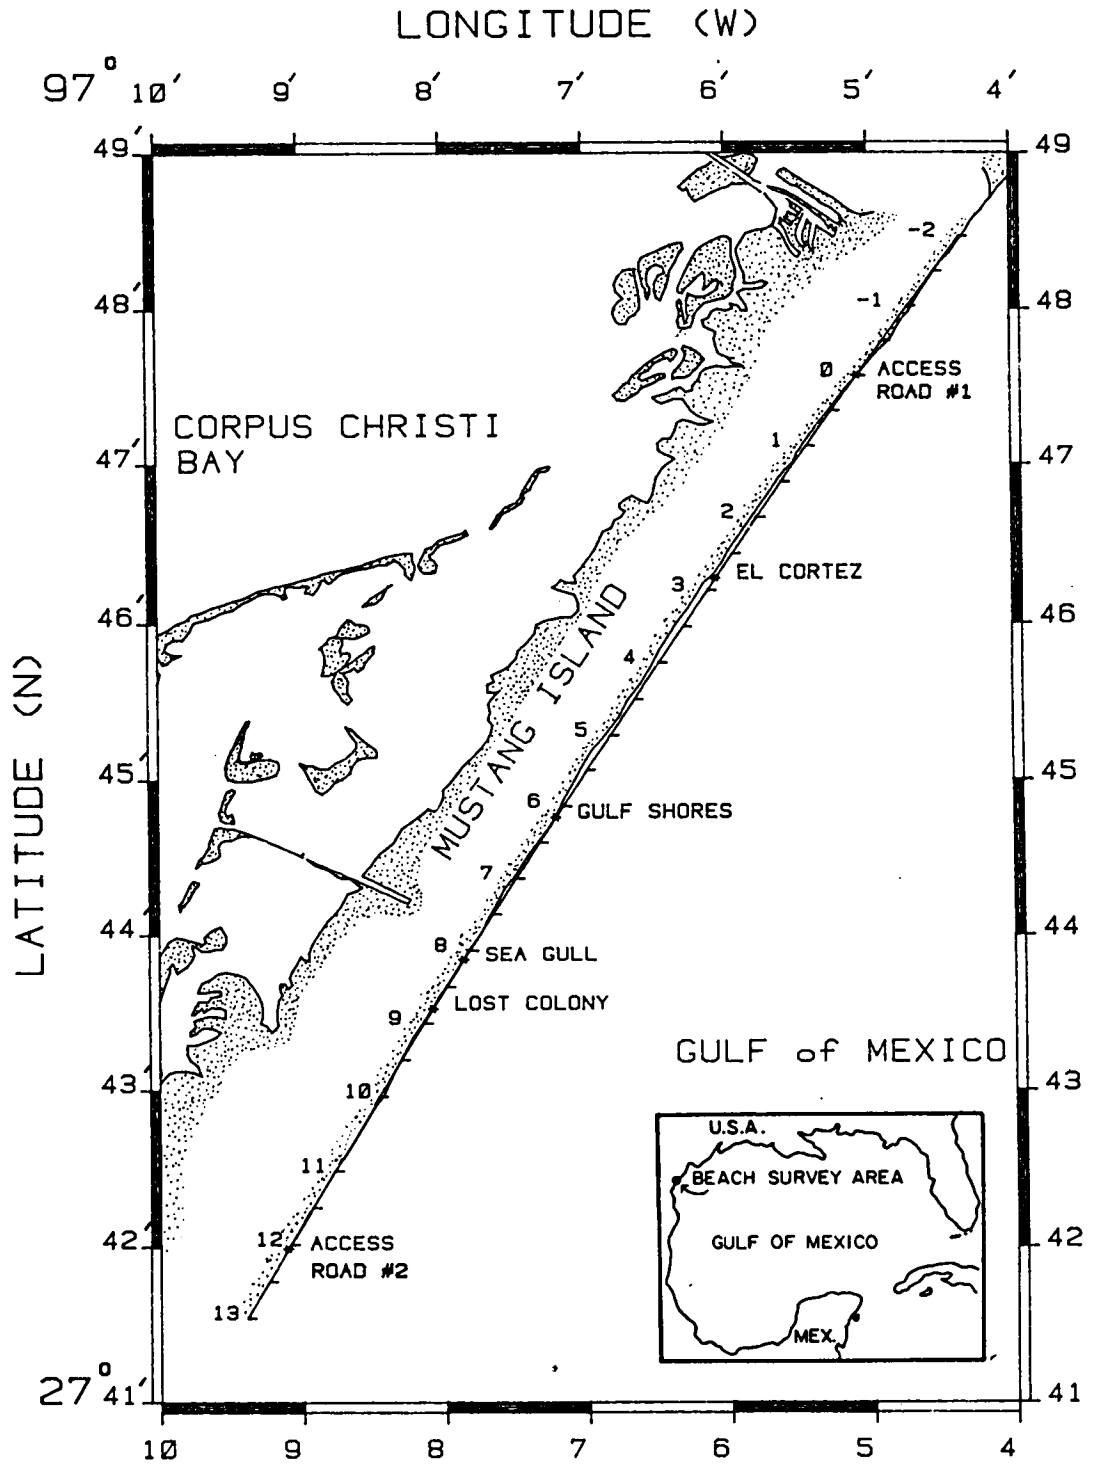 LONGITUDE (W)
97° 10′ 9′ 8′ 7′ 6′ 5′ 4′
49′ 49
-2
48′ -1 48
0 ACCESS
ROAD #1
CORPUS CHRISTI
BAY
1
47′ 47
2
EL CORTEZ
3
46′ 46
MUSTANG ISLAND
4
LATITUDE (N)
5
45′ 45
6 GULF SHORES
7
44′ 44
8 SEA GULL
LOST COLONY
9
GULF of MEXICO
43′ 10 43
U.S.A.
11
BEACH SURVEY AREA
42′ 12 ACCESS 42
ROAD #2
GULF OF MEXICO
13
MEX.
27° 41′ 41
10 9 8 7 6 5 4